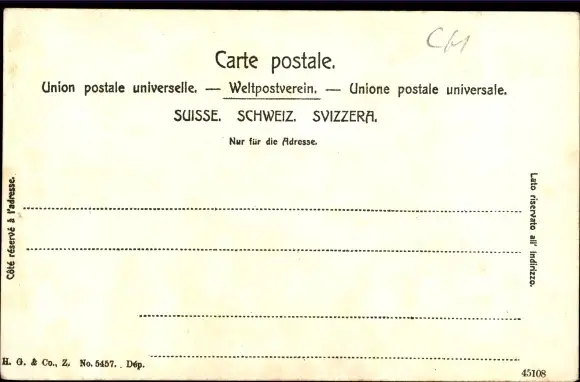 CH
Carte postale.
Union postale universelle. — Weltpostverein. — Unione postale universale.
SUISSE. SCHWEIZ. SVIZZERA.
Nur für die Adresse.
Côté réservé à l'adresse.
Lato riservato all' indirizzo.
H. G. & Co., Z. No. 5457. Dép.
45108